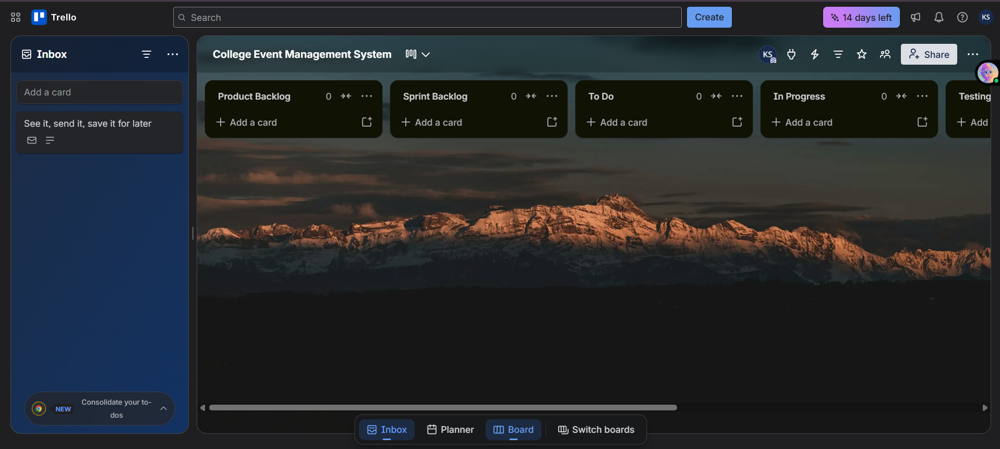 Trello
Search
Create
14 days left
KS
Inbox
Add a card
See it, send it, save it for later
NEW
Consolidate your to-
dos
College Event Management System
KS
Share
Product Backlog 0
Add a card
Sprint Backlog 0
Add a card
To Do 0
Add a card
In Progress 0
Add a card
Testing
Add
Inbox
Planner
Board
Switch boards